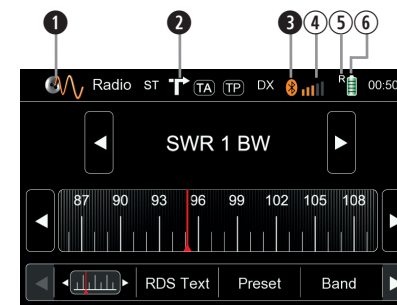 1 2 3 4 5 6
R
Radio ST TA TP DX 00:50
SWR 1 BW
87 90 93 96 99 102 105 108
RDS Text Preset Band